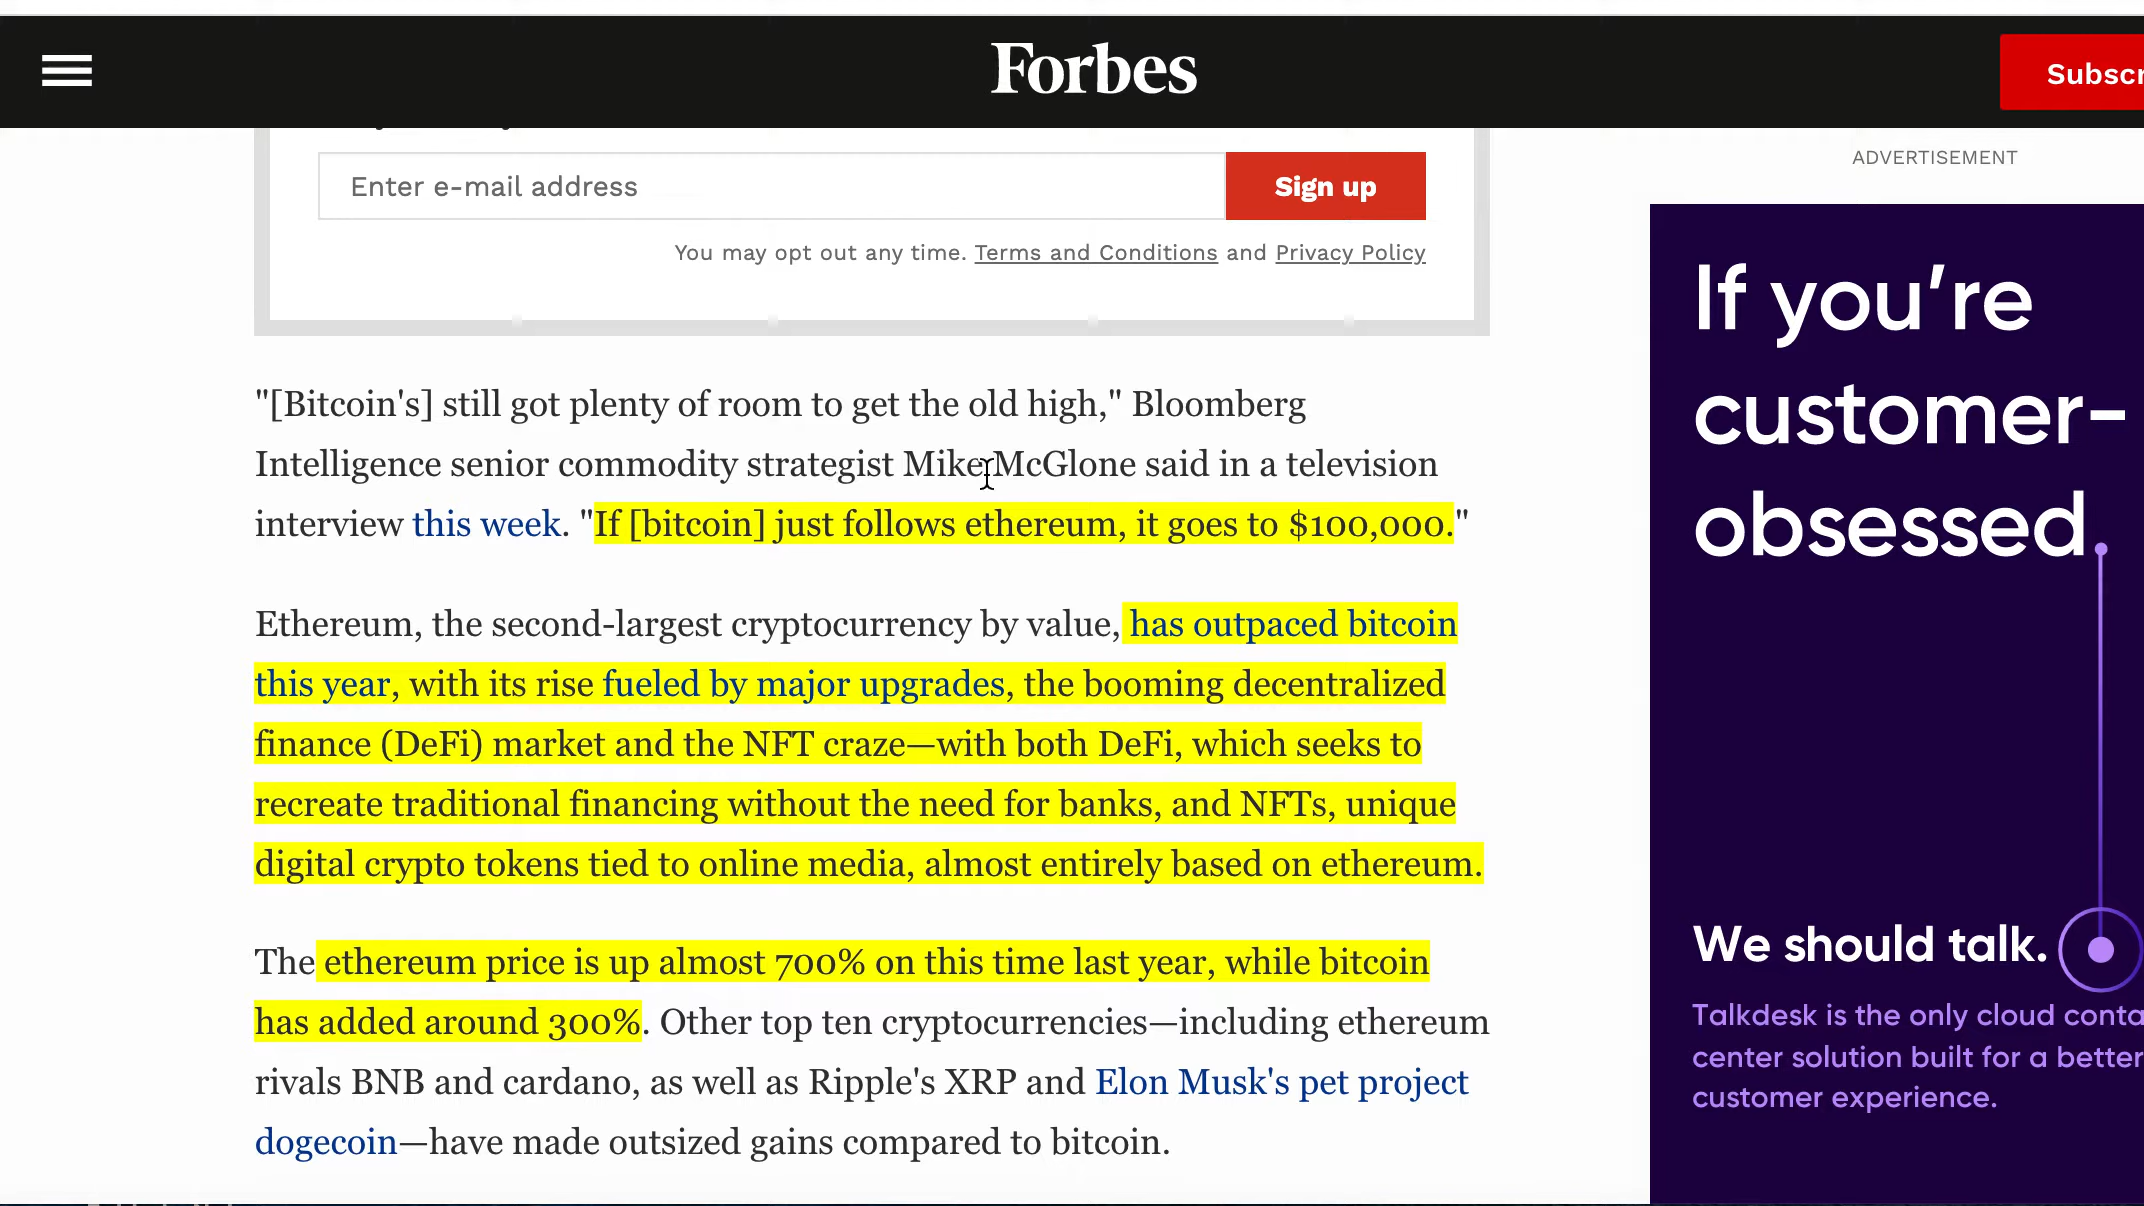 Forbes
Subscr
Enter e-mail address
Sign up
You may opt out any time. Terms and Conditions and Privacy Policy
"[Bitcoin's] still got plenty of room to get the old high," Bloomberg
Intelligence senior commodity strategist Mike McGlone said in a television
interview this week. "If [bitcoin] just follows ethereum, it goes to $100,000."
Ethereum, the second-largest cryptocurrency by value, has outpaced bitcoin
this year, with its rise fueled by major upgrades, the booming decentralized
finance (DeFi) market and the NFT craze—with both DeFi, which seeks to
recreate traditional financing without the need for banks, and NFTs, unique
digital crypto tokens tied to online media, almost entirely based on ethereum.
The ethereum price is up almost 700% on this time last year, while bitcoin
has added around 300%. Other top ten cryptocurrencies—including ethereum
rivals BNB and cardano, as well as Ripple's XRP and Elon Musk's pet project
dogecoin—have made outsized gains compared to bitcoin.
ADVERTISEMENT
If you're
customer-
obsessed.
We should talk.
Talkdesk is the only cloud conta
center solution built for a better
customer experience.